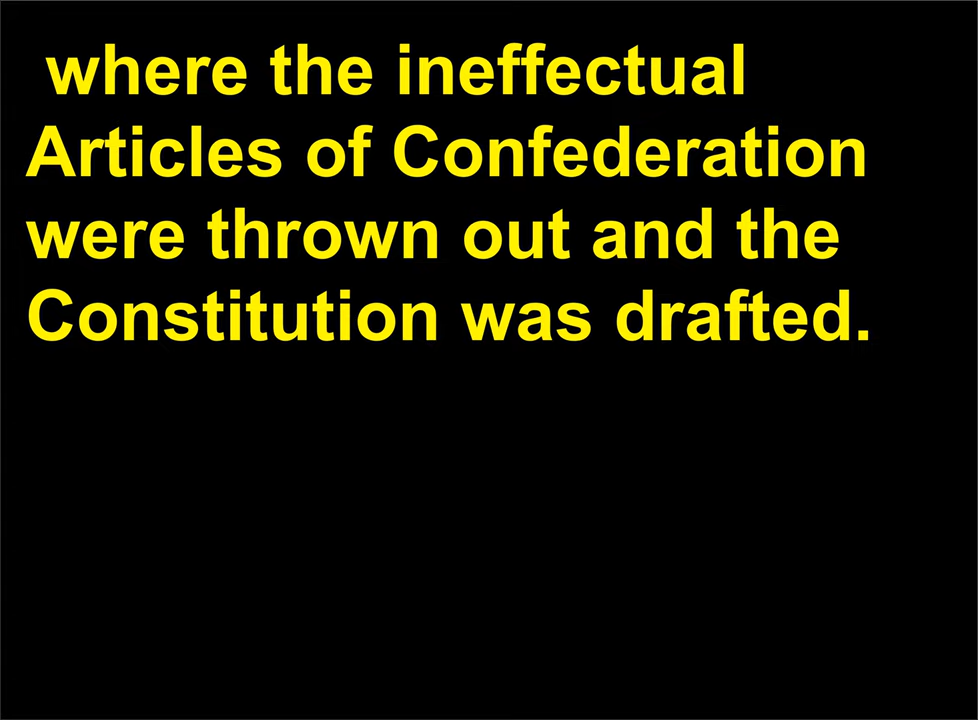 where the ineffectual
Articles of Confederation
were thrown out and the
Constitution was drafted.